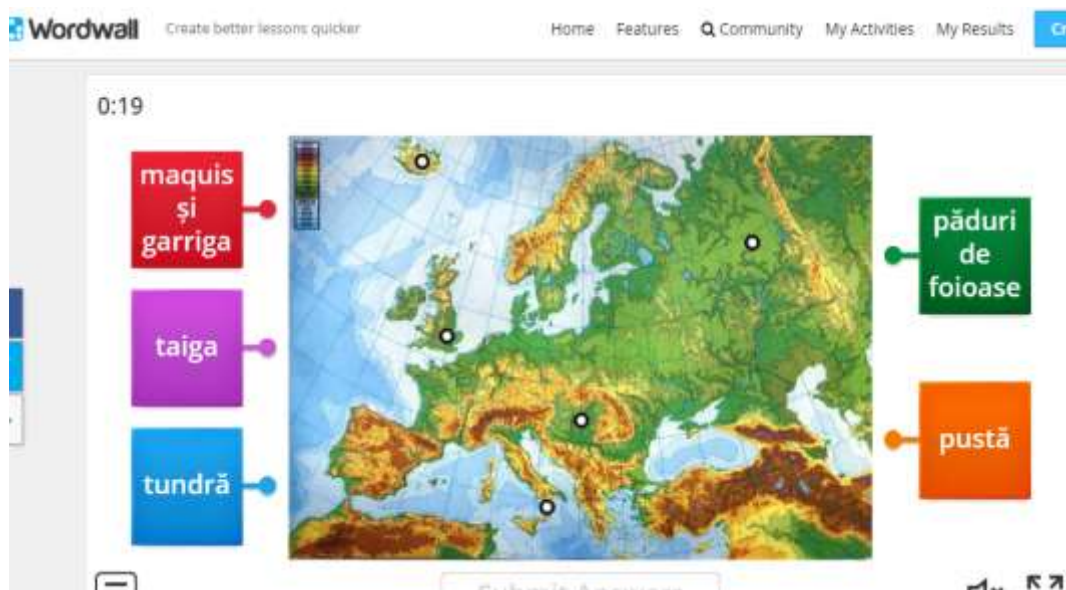 Wordwall Create better lessons quicker Home Features Community My Activities My Results
0:19
maquis
și
garriga
taiga
tundră
păduri
de
foioase
pustă